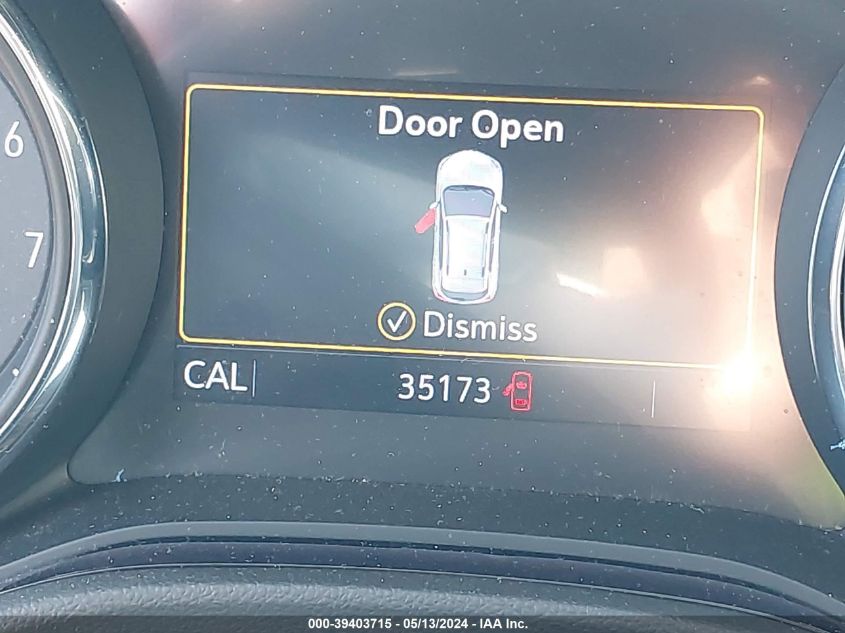 6
7
Door Open
Dismiss
CAL 35173
000-39403715 - 05/13/2024 - IAA Inc.